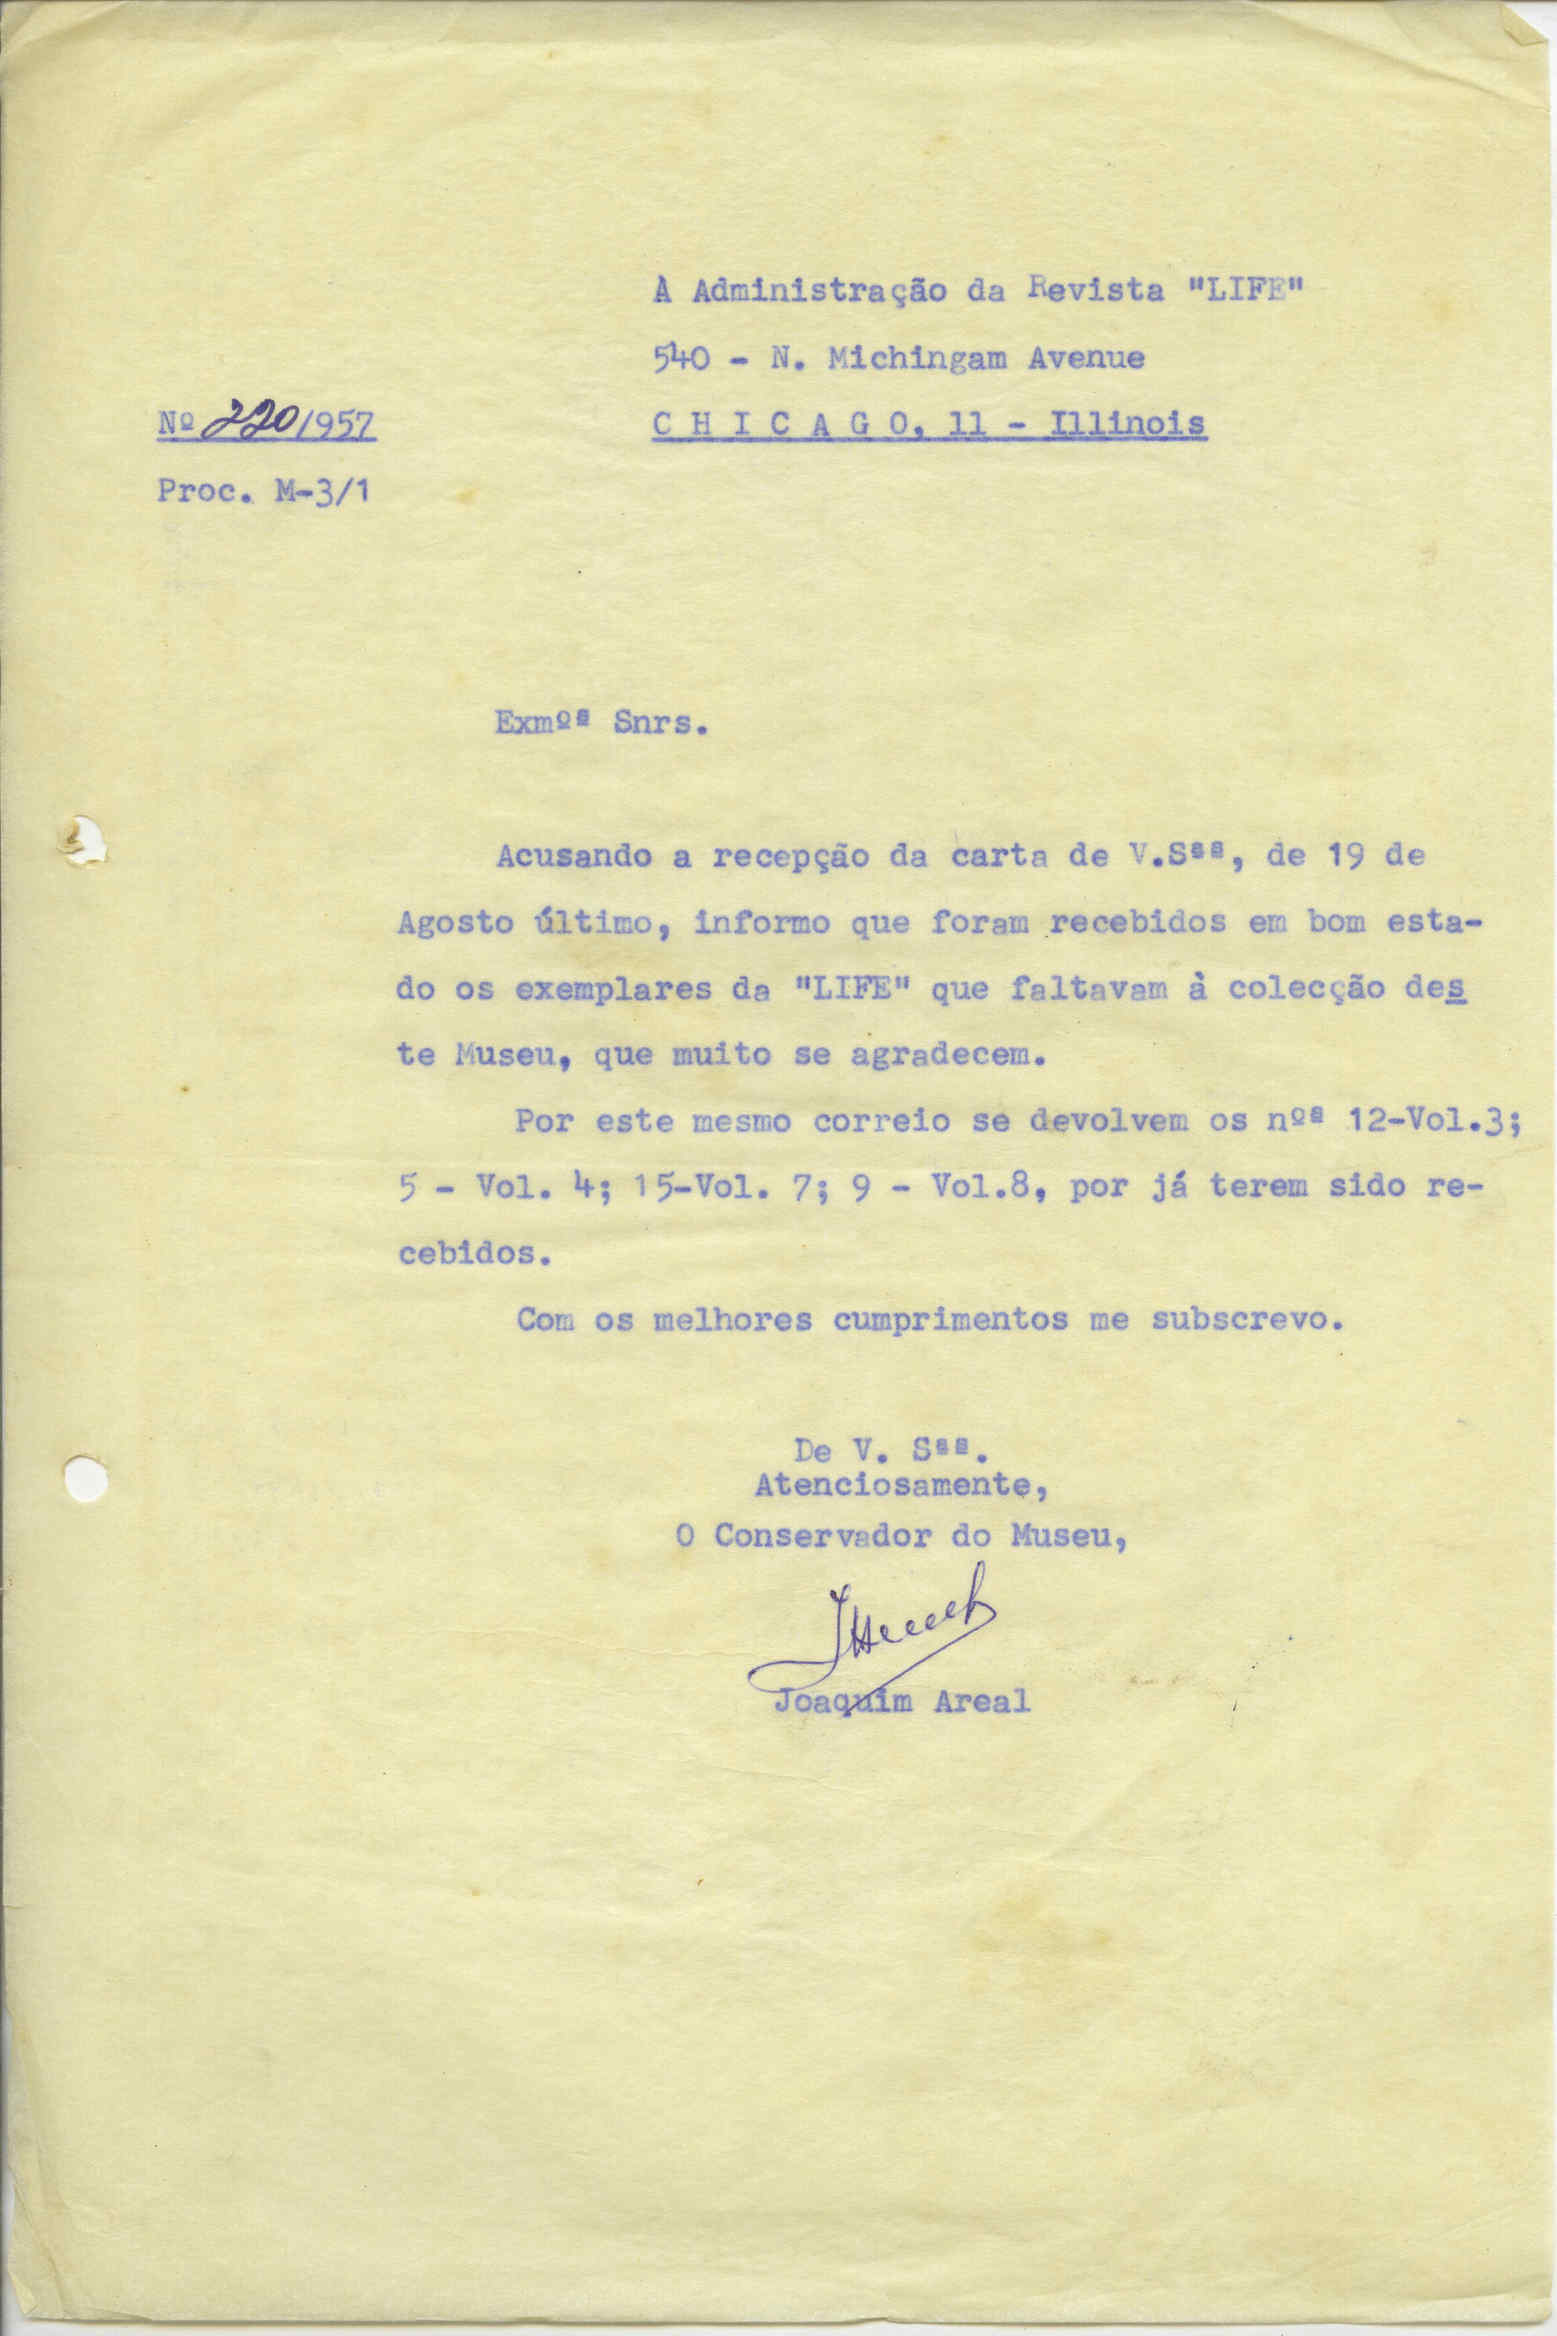 À Administração da Revista "LIFE"
540 - N. Michingam Avenue
Nº 220/957
C H I C A G O, 11 - Illinois
Proc. M-3/1
Exmºˢ Snrs.
Acusando a recepção da carta de V.Sªˢ, de 19 de
Agosto último, informo que foram recebidos em bom esta-
do os exemplares da "LIFE" que faltavam à colecção des
te Museu, que muito se agradecem.
Por este mesmo correio se devolvem os nºˢ 12-Vol.3;
5 - Vol. 4; 15-Vol. 7; 9 - Vol.8, por já terem sido re-
cebidos.
Com os melhores cumprimentos me subscrevo.
De V. Sªˢ.
Atenciosamente,
O Conservador do Museu,
Joaquim Areal